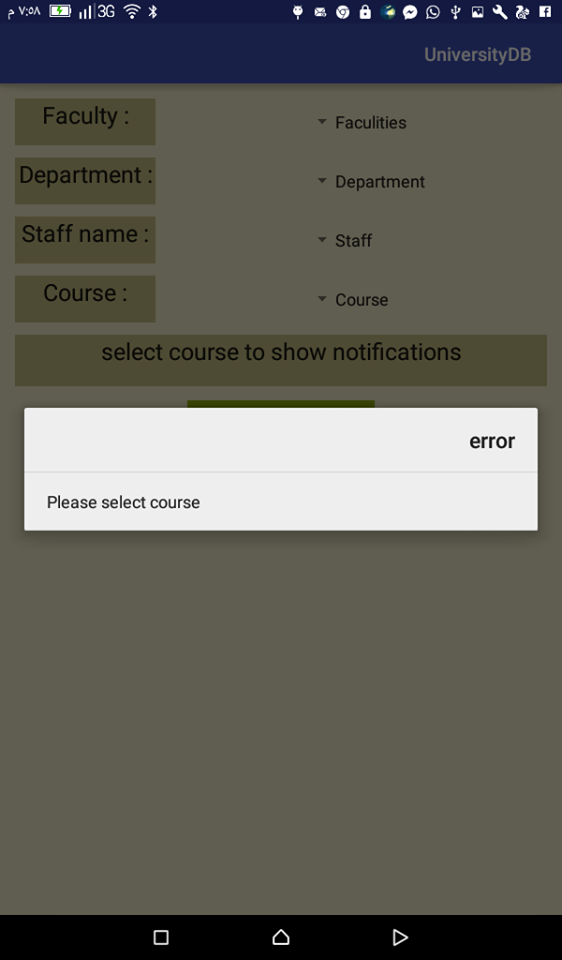 م ٧:٥٨ 3G
UniversityDB
Faculty : Faculities
Department : Department
Staff name : Staff
Course : Course
select course to show notifications
error
Please select course